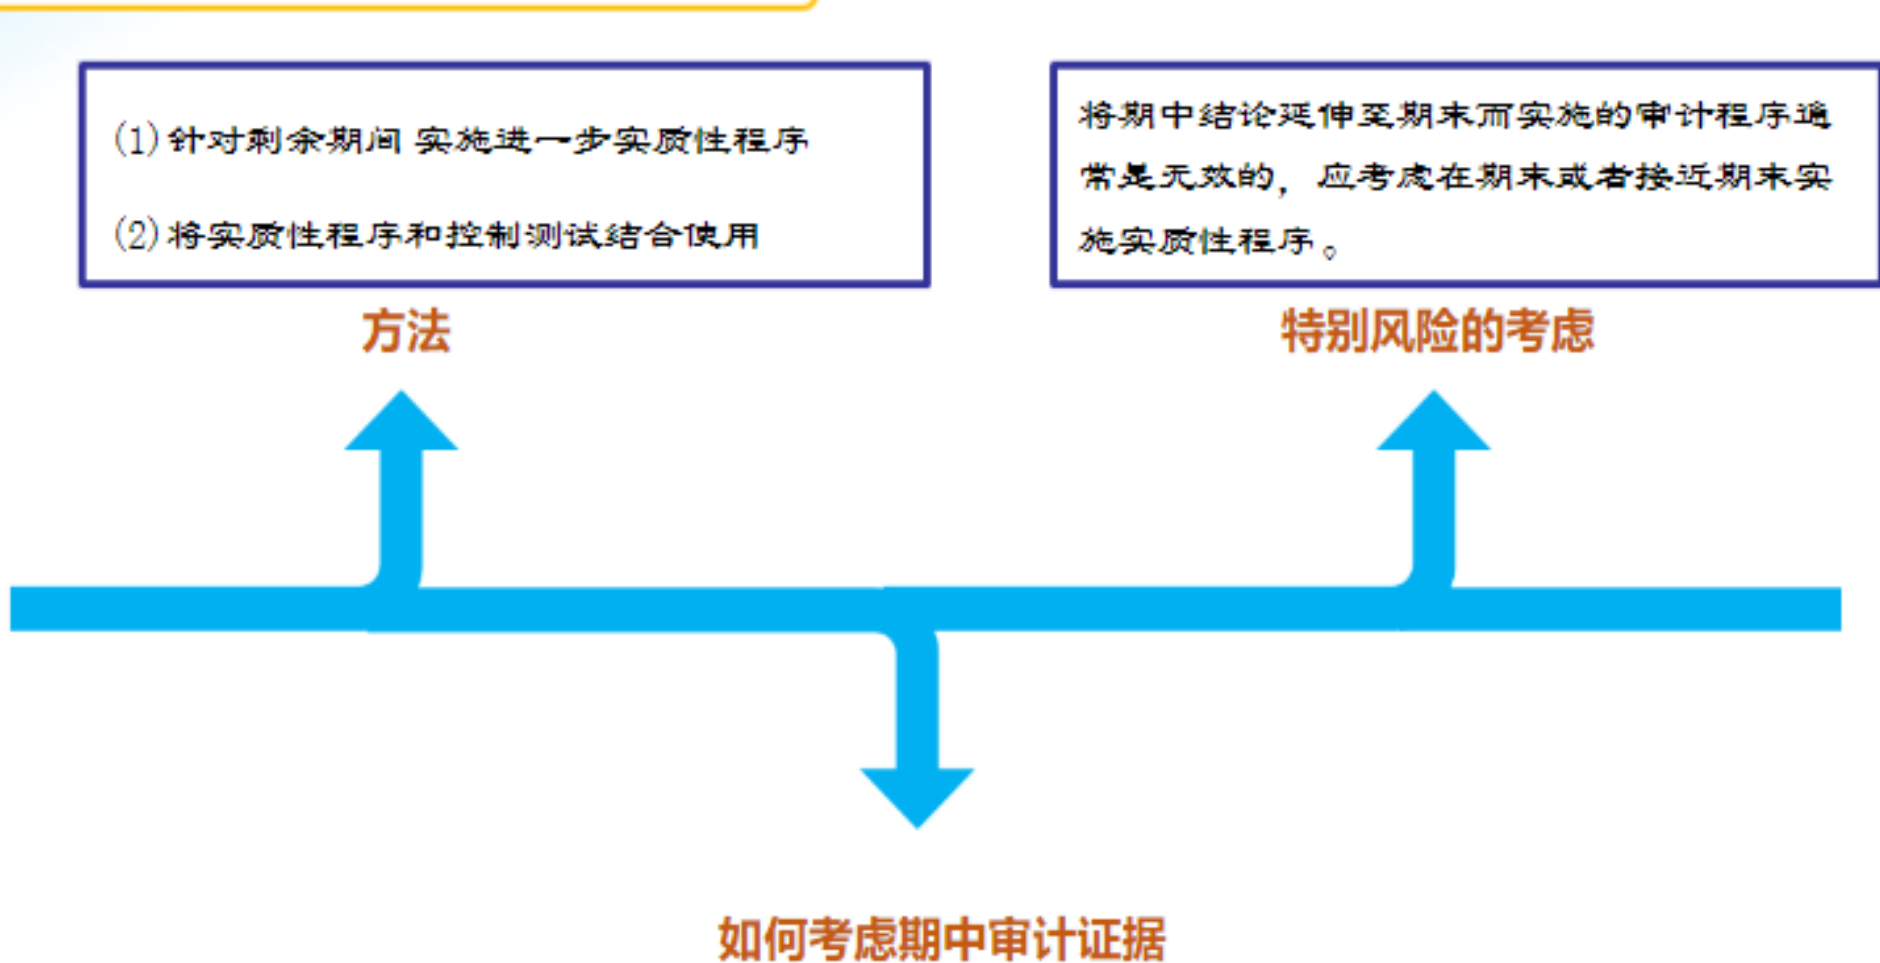 (1)针对剩余期间 实施进一步实质性程序
(2)将实质性程序和控制测试结合使用
方法
将期中结论延伸至期末而实施的审计程序通
常是无效的，应考虑在期末或者接近期末实
施实质性程序。
特别风险的考虑
如何考虑期中审计证据